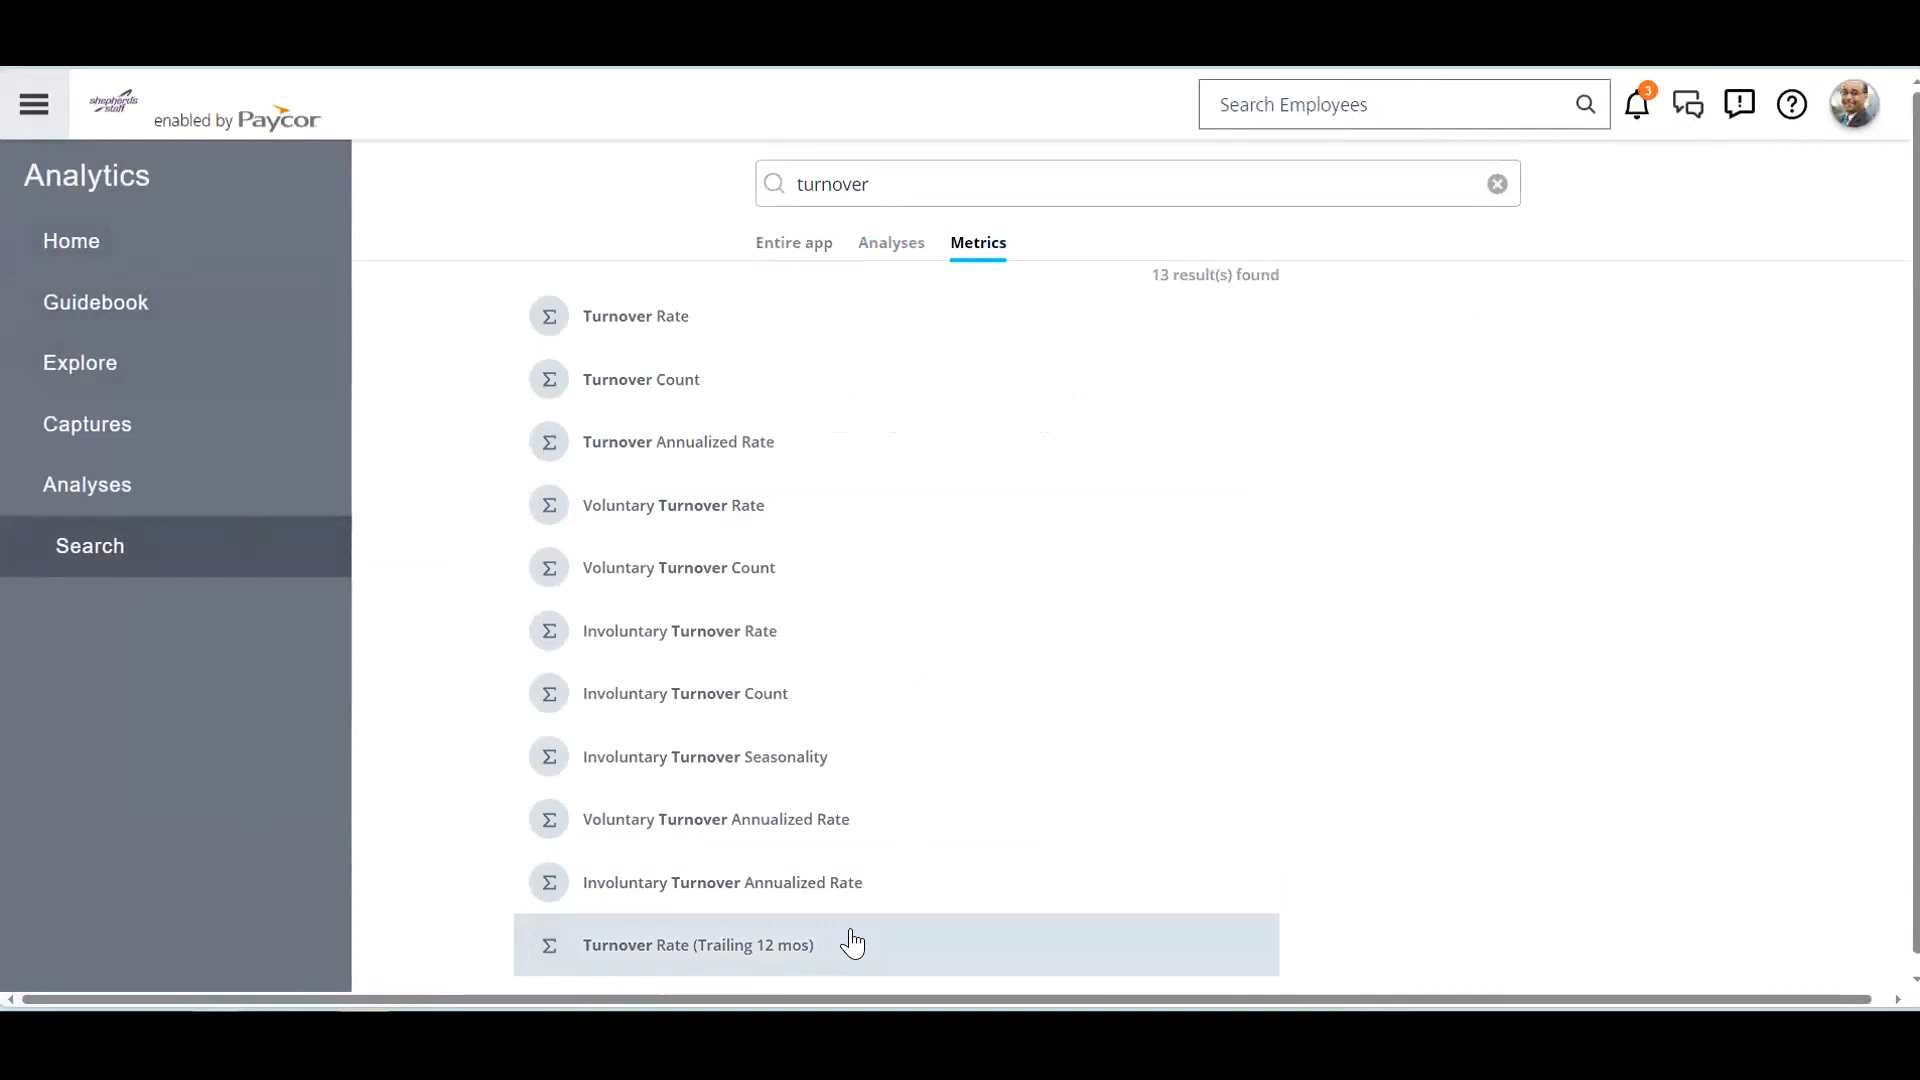 shepherds
staff
enabled by Paycor
Search Employees
3
Analytics
Home
Guidebook
Explore
Captures
Analyses
Search
turnover
Entire app
Analyses
Metrics
13 result(s) found
Σ Turnover Rate
Σ Turnover Count
Σ Turnover Annualized Rate
Σ Voluntary Turnover Rate
Σ Voluntary Turnover Count
Σ Involuntary Turnover Rate
Σ Involuntary Turnover Count
Σ Involuntary Turnover Seasonality
Σ Voluntary Turnover Annualized Rate
Σ Involuntary Turnover Annualized Rate
Σ Turnover Rate (Trailing 12 mos)